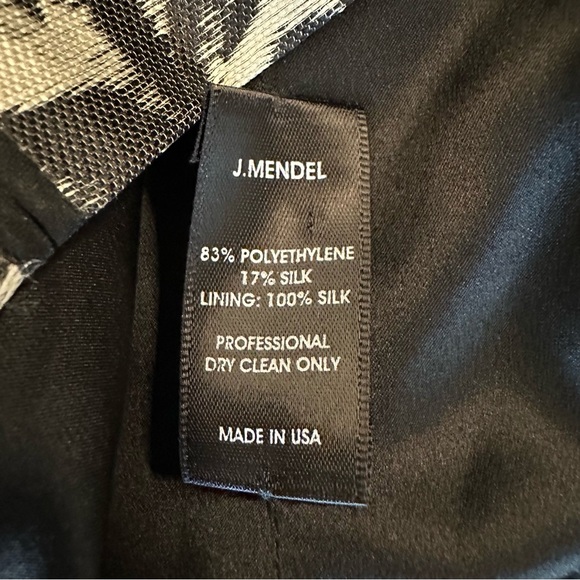 J.MENDEL
83% POLYETHYLENE
17% SILK
LINING: 100% SILK
PROFESSIONAL
DRY CLEAN ONLY
MADE IN USA